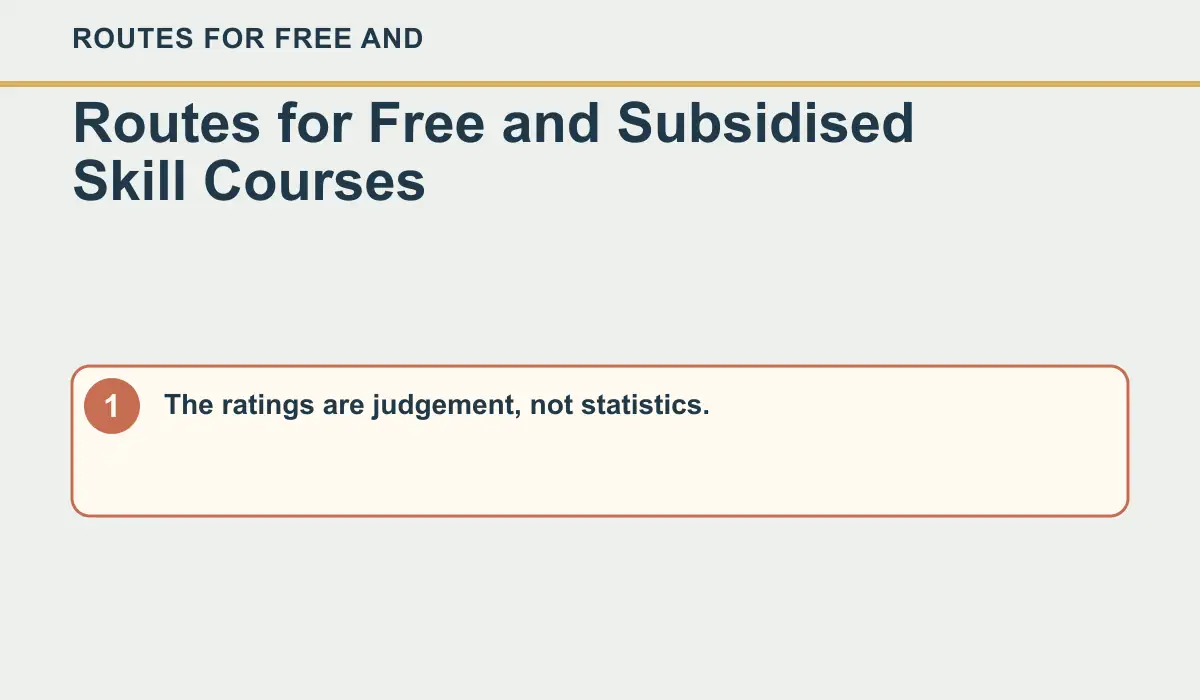 ROUTES FOR FREE AND
Routes for Free and Subsidised
Skill Courses
1
The ratings are judgement, not statistics.